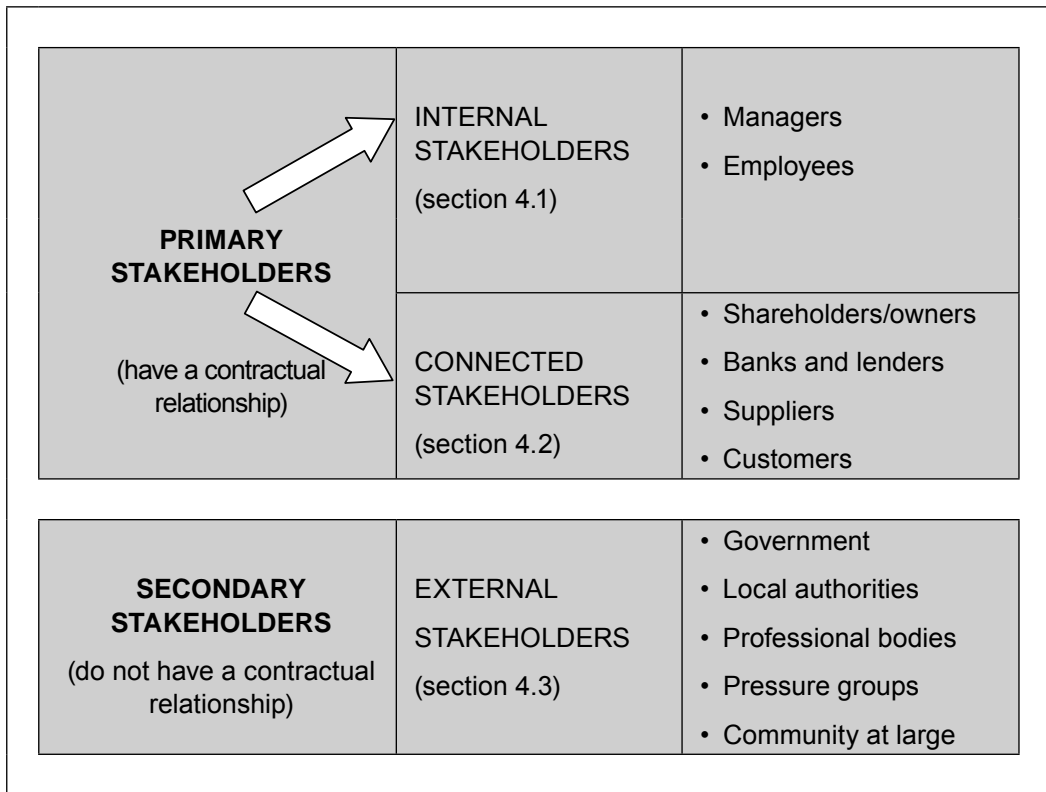 PRIMARY
STAKEHOLDERS
(have a contractual
relationship)
INTERNAL
STAKEHOLDERS
(section 4.1)
• Managers
• Employees
CONNECTED
STAKEHOLDERS
(section 4.2)
• Shareholders/owners
• Banks and lenders
• Suppliers
• Customers
SECONDARY
STAKEHOLDERS
(do not have a contractual
relationship)
EXTERNAL
STAKEHOLDERS
(section 4.3)
• Government
• Local authorities
• Professional bodies
• Pressure groups
• Community at large